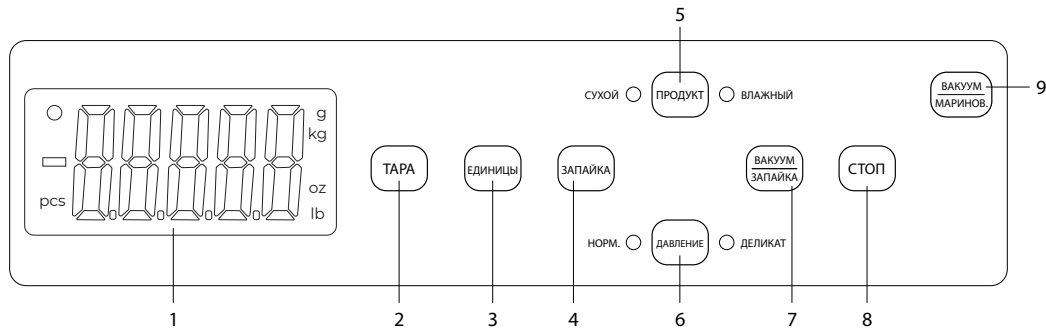 5
СУХОЙ ПРОДУКТ ВЛАЖНЫЙ
ВАКУУМ
МАРИНОВ.
9
g
kg
pcs
oz
lb
ТАРА
ЕДИНИЦЫ
ЗАПАЙКА
ВАКУУМ
ЗАПАЙКА
СТОП
НОРМ. ДАВЛЕНИЕ ДЕЛИКАТ
1 2 3 4 6 7 8